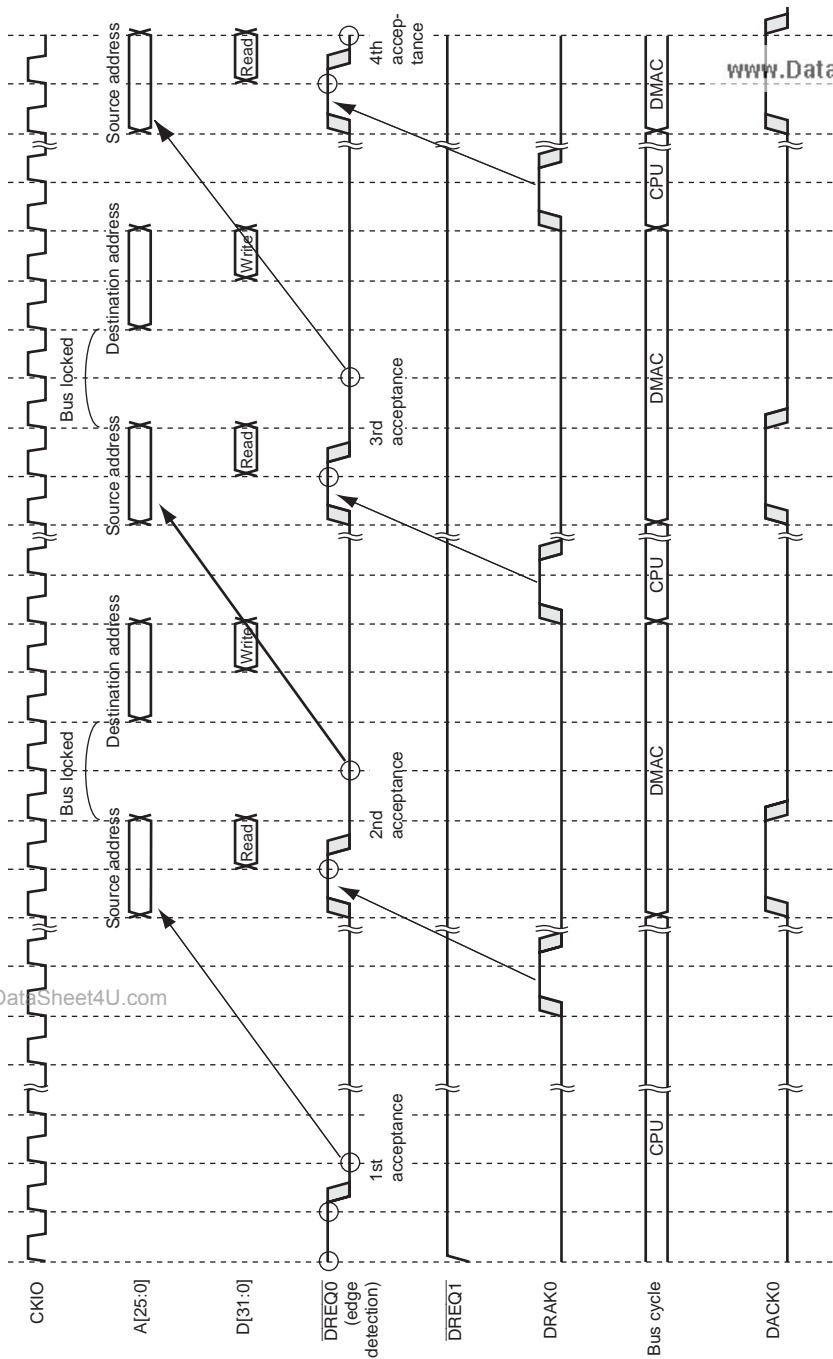 CKIO
A[25:0]
Source address
Bus locked
Destination address
Source address
Bus locked
Destination address
Source address
D[31:0]
Read
Write
Read
Write
Read
DREQ0
(edge
detection)
1st
acceptance
2nd
acceptance
3rd
acceptance
4th
accep-
tance
DREQ1
DRAK0
Bus cycle
CPU
DMAC
CPU
DMAC
CPU
DMAC
DACK0
www.Data
DataSheet4U.com